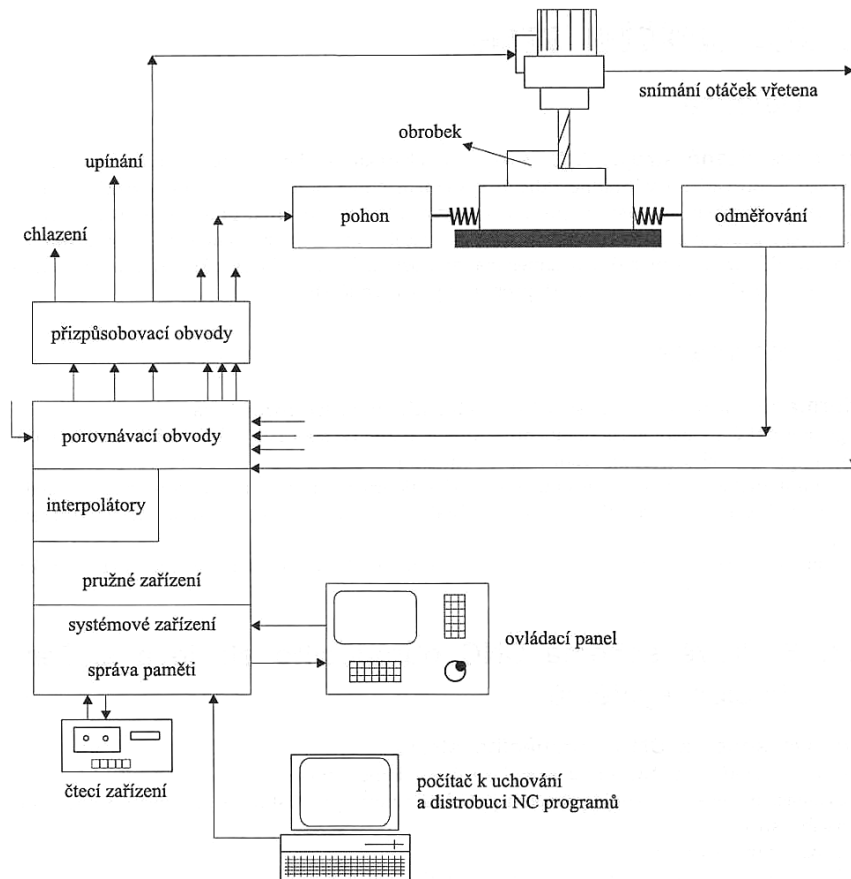 snímání otáček vřetena
obrobek
upínání
pohon
odměřování
chlazení
přizpůsobovací obvody
porovnávací obvody
interpolátory
pružné zařízení
systémové zařízení
ovládací panel
správa paměti
čtecí zařízení
počítač k uchování
a distrobuci NC programů